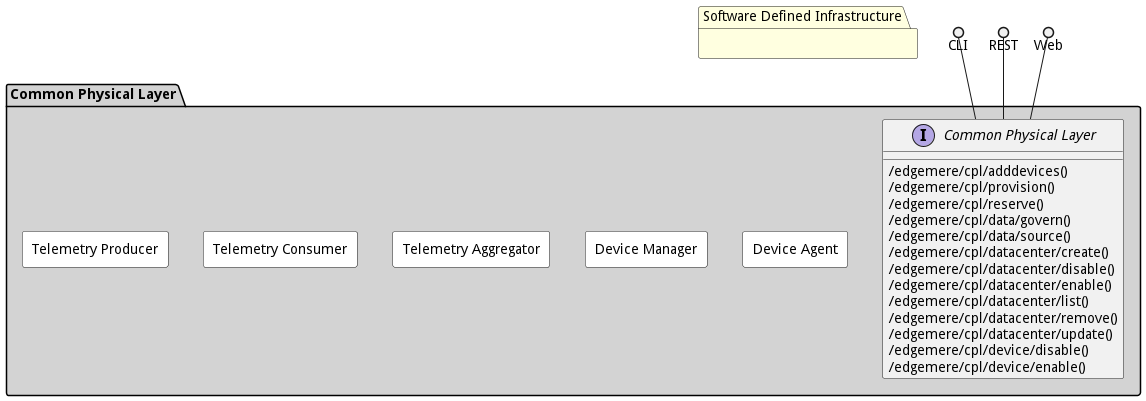 Software Defined Infrastructure
CLI
REST
Web
Common Physical Layer
I
Common Physical Layer
/edgemere/cpl/adddevices()
/edgemere/cpl/provision()
/edgemere/cpl/reserve()
/edgemere/cpl/data/govern()
/edgemere/cpl/data/source()
/edgemere/cpl/datacenter/create()
/edgemere/cpl/datacenter/disable()
/edgemere/cpl/datacenter/enable()
/edgemere/cpl/datacenter/list()
/edgemere/cpl/datacenter/remove()
/edgemere/cpl/datacenter/update()
/edgemere/cpl/device/disable()
/edgemere/cpl/device/enable()
Telemetry Producer
Telemetry Consumer
Telemetry Aggregator
Device Manager
Device Agent